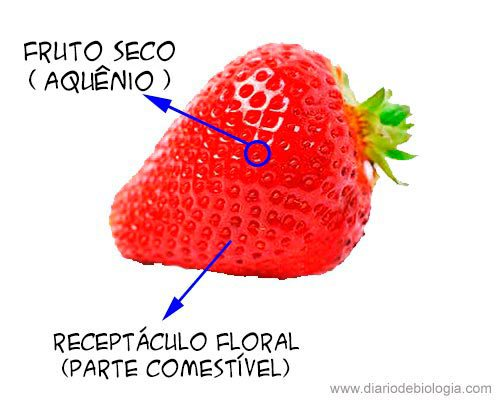 FRUTO SECO
( AQUÊNIO )
RECEPTÁCULO FLORAL
(PARTE COMESTÍVEL)
www.diariodebiologia.com